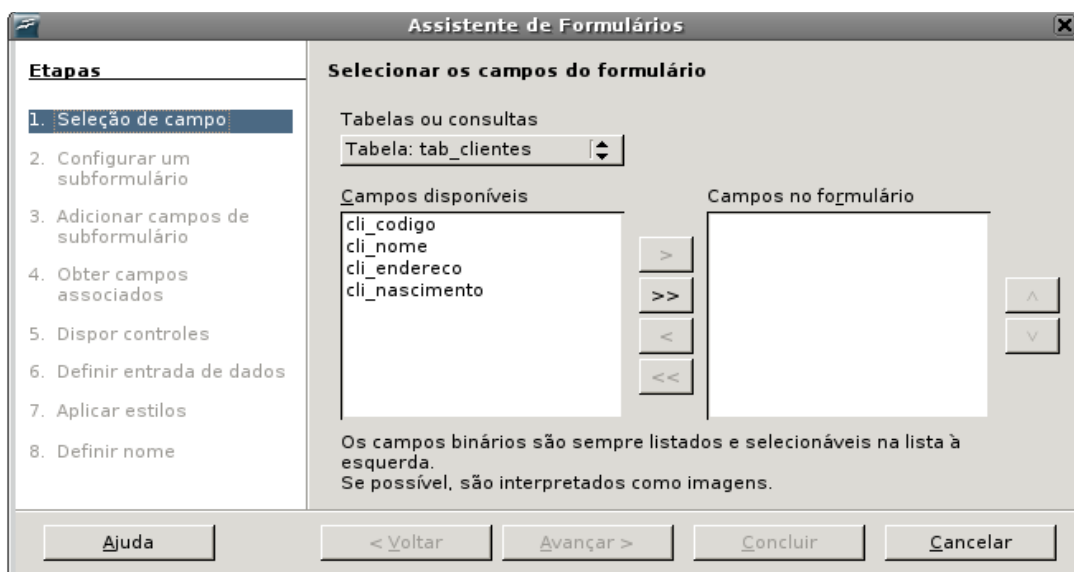 Assistente de Formulários
Etapas
1. Seleção de campo
2. Configurar um
subformulário
3. Adicionar campos de
subformulário
4. Obter campos
associados
5. Dispor controles
6. Definir entrada de dados
7. Aplicar estilos
8. Definir nome
Selecionar os campos do formulário
Tabelas ou consultas
Tabela: tab_clientes
Campos disponíveis
cli_codigo
cli_nome
cli_endereco
cli_nascimento
>
>>
<
<<
Campos no formulário
^
v
Os campos binários são sempre listados e selecionáveis na lista à
esquerda.
Se possível, são interpretados como imagens.
Ajuda
< Voltar
Avançar >
Concluir
Cancelar